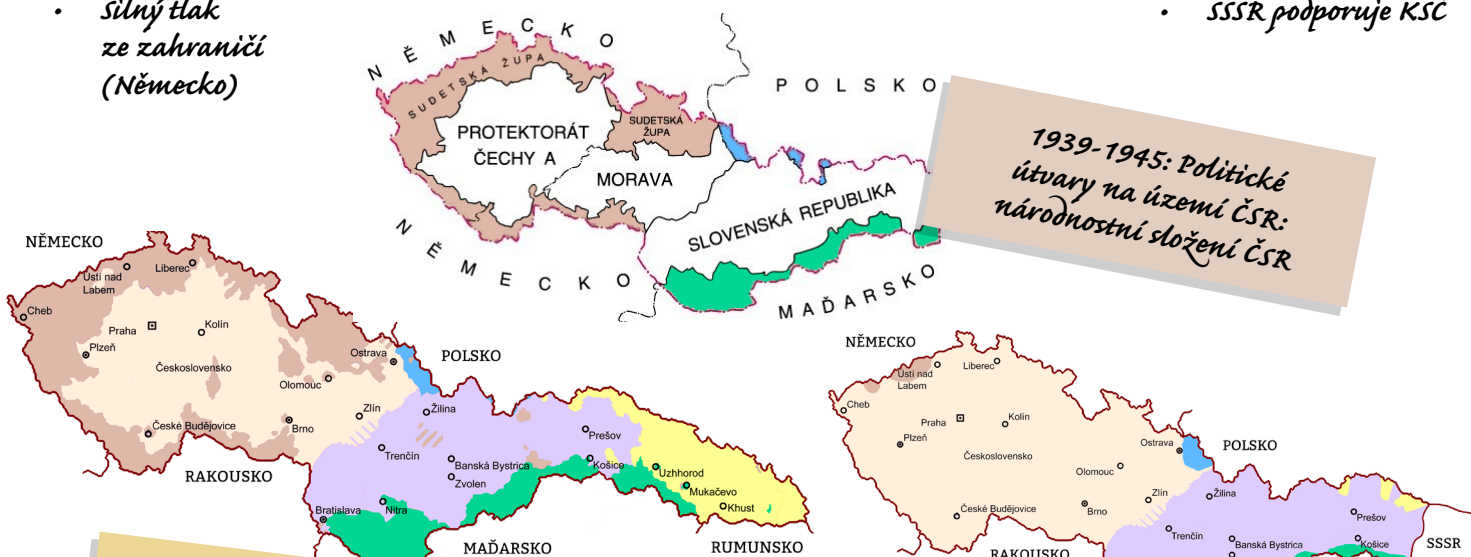 • Silný tlak
ze zahraničí
(Německo)
• SSSR podporuje KSČ
NĚMECKO
POLSKO
SUDETSKÁ ŽUPA
SUDETSKÁ
ŽUPA
PROTEKTORÁT
ČECHY A
MORAVA
SLOVENSKÁ REPUBLIKA
NĚMECKO
MAĎARSKO
1939-1945: Politické
útvary na území ČSR:
národnostní složení ČSR
NĚMECKO
Ústí nad
Labem
Liberec
Cheb
Praha
Kolín
Plzeň
Československo
Ostrava
POLSKO
Olomouc
Zlín
Žilina
České Budějovice
Brno
Prešov
Trenčín
Banská Bystrica
Košice
RAKOUSKO
Zvolen
Uzhhorod
Mukačevo
Nitra
Khust
Bratislava
MAĎARSKO
RUMUNSKO
NĚMECKO
Ústí nad
Labem
Liberec
Cheb
Praha
Kolín
Plzeň
Ostrava
POLSKO
Československo
Olomouc
Zlín
Žilina
České Budějovice
Brno
Prešov
Trenčín
Banská Bystrica
Košice
SSSR
RAKOUSKO